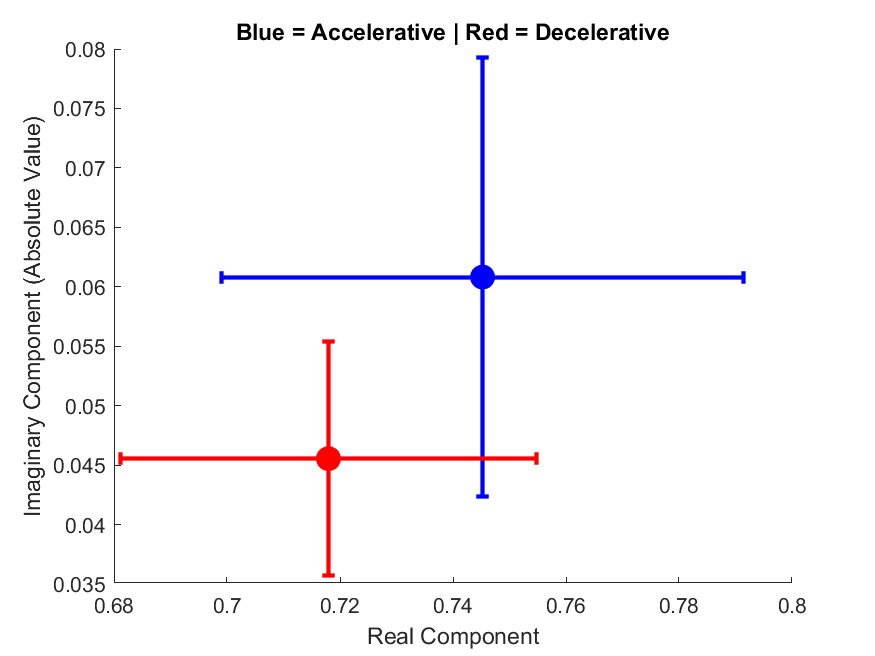 Blue = Accelerative | Red = Decelerative
0.08
0.075
0.07
0.065
0.06
0.055
0.05
0.045
0.04
0.035
Imaginary Component (Absolute Value)
0.68 0.7 0.72 0.74 0.76 0.78 0.8
Real Component